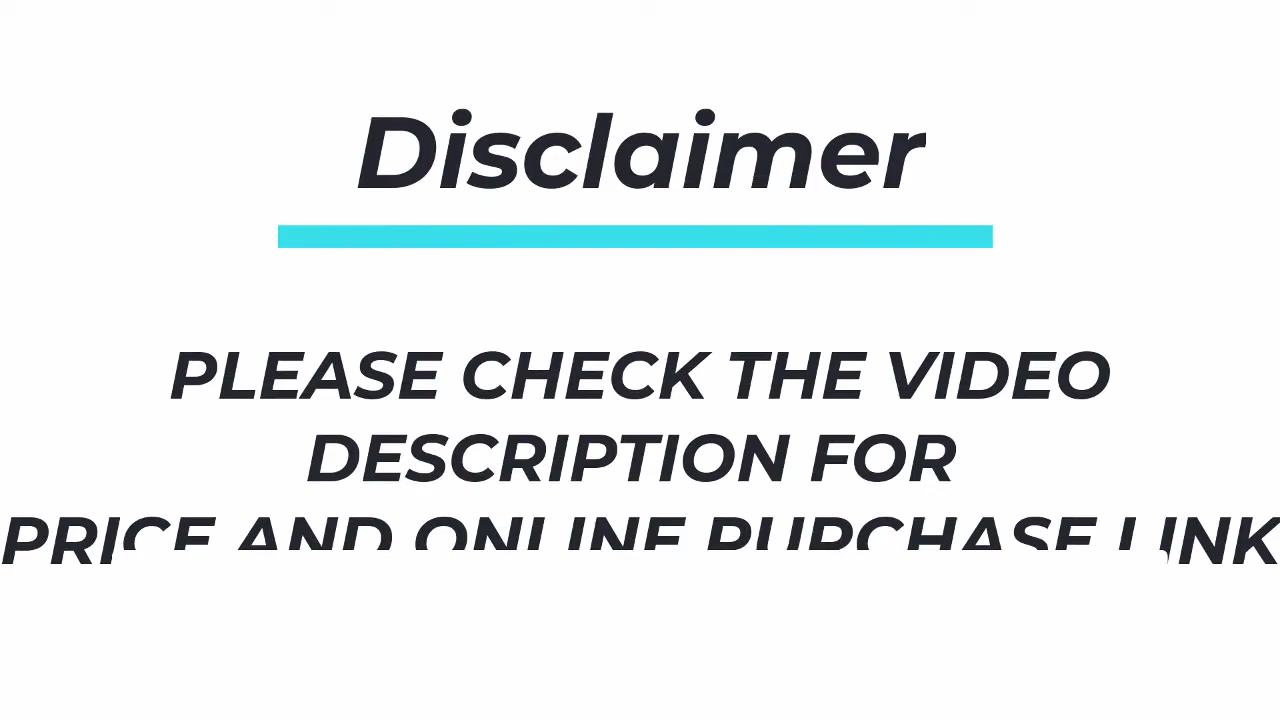 Disclaimer
PLEASE CHECK THE VIDEO
DESCRIPTION FOR
PRICE AND ONLINE PURCHASE LINK